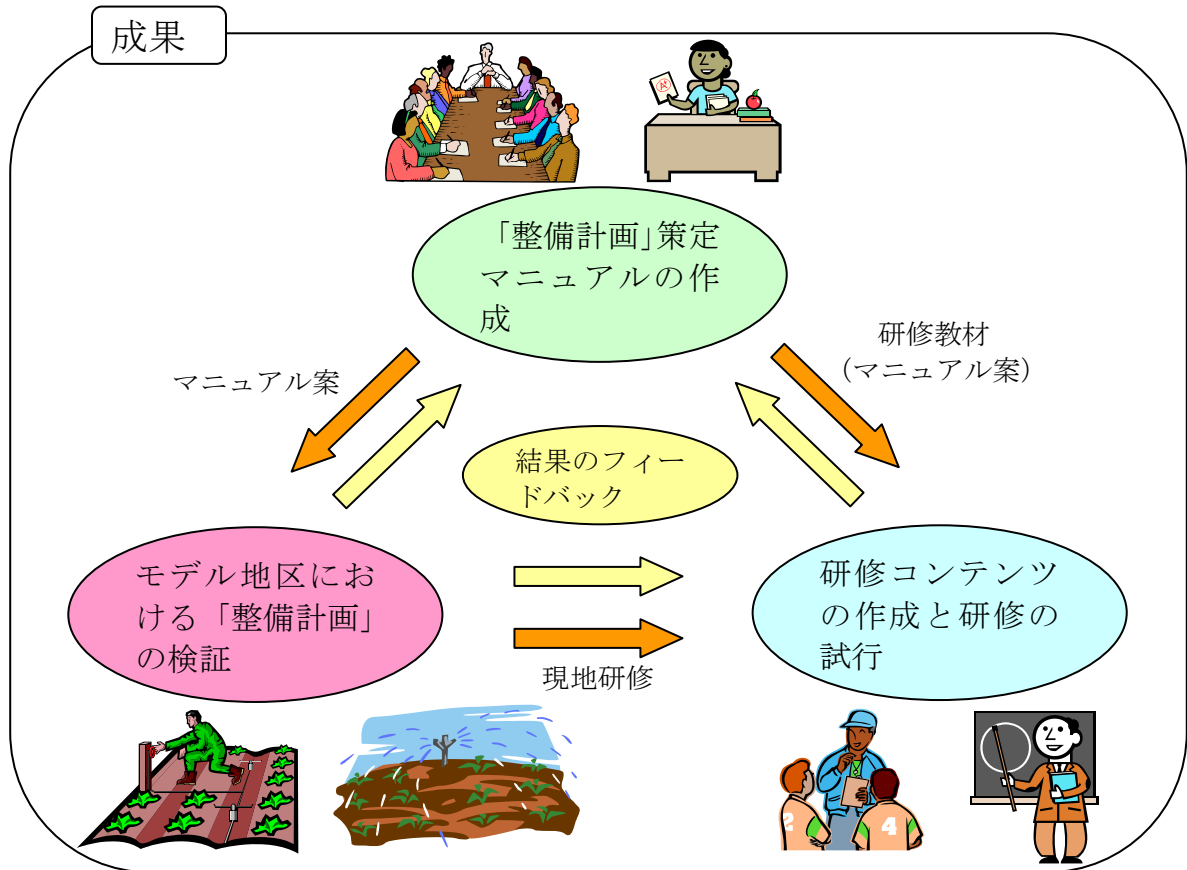 成果
A+
「整備計画」策定
マニュアルの作
成
研修教材
(マニュアル案)
マニュアル案
結果のフィー
ドバック
モデル地区にお
ける「整備計画」
の検証
研修コンテンツ
の作成と研修の
試行
現地研修
2
4